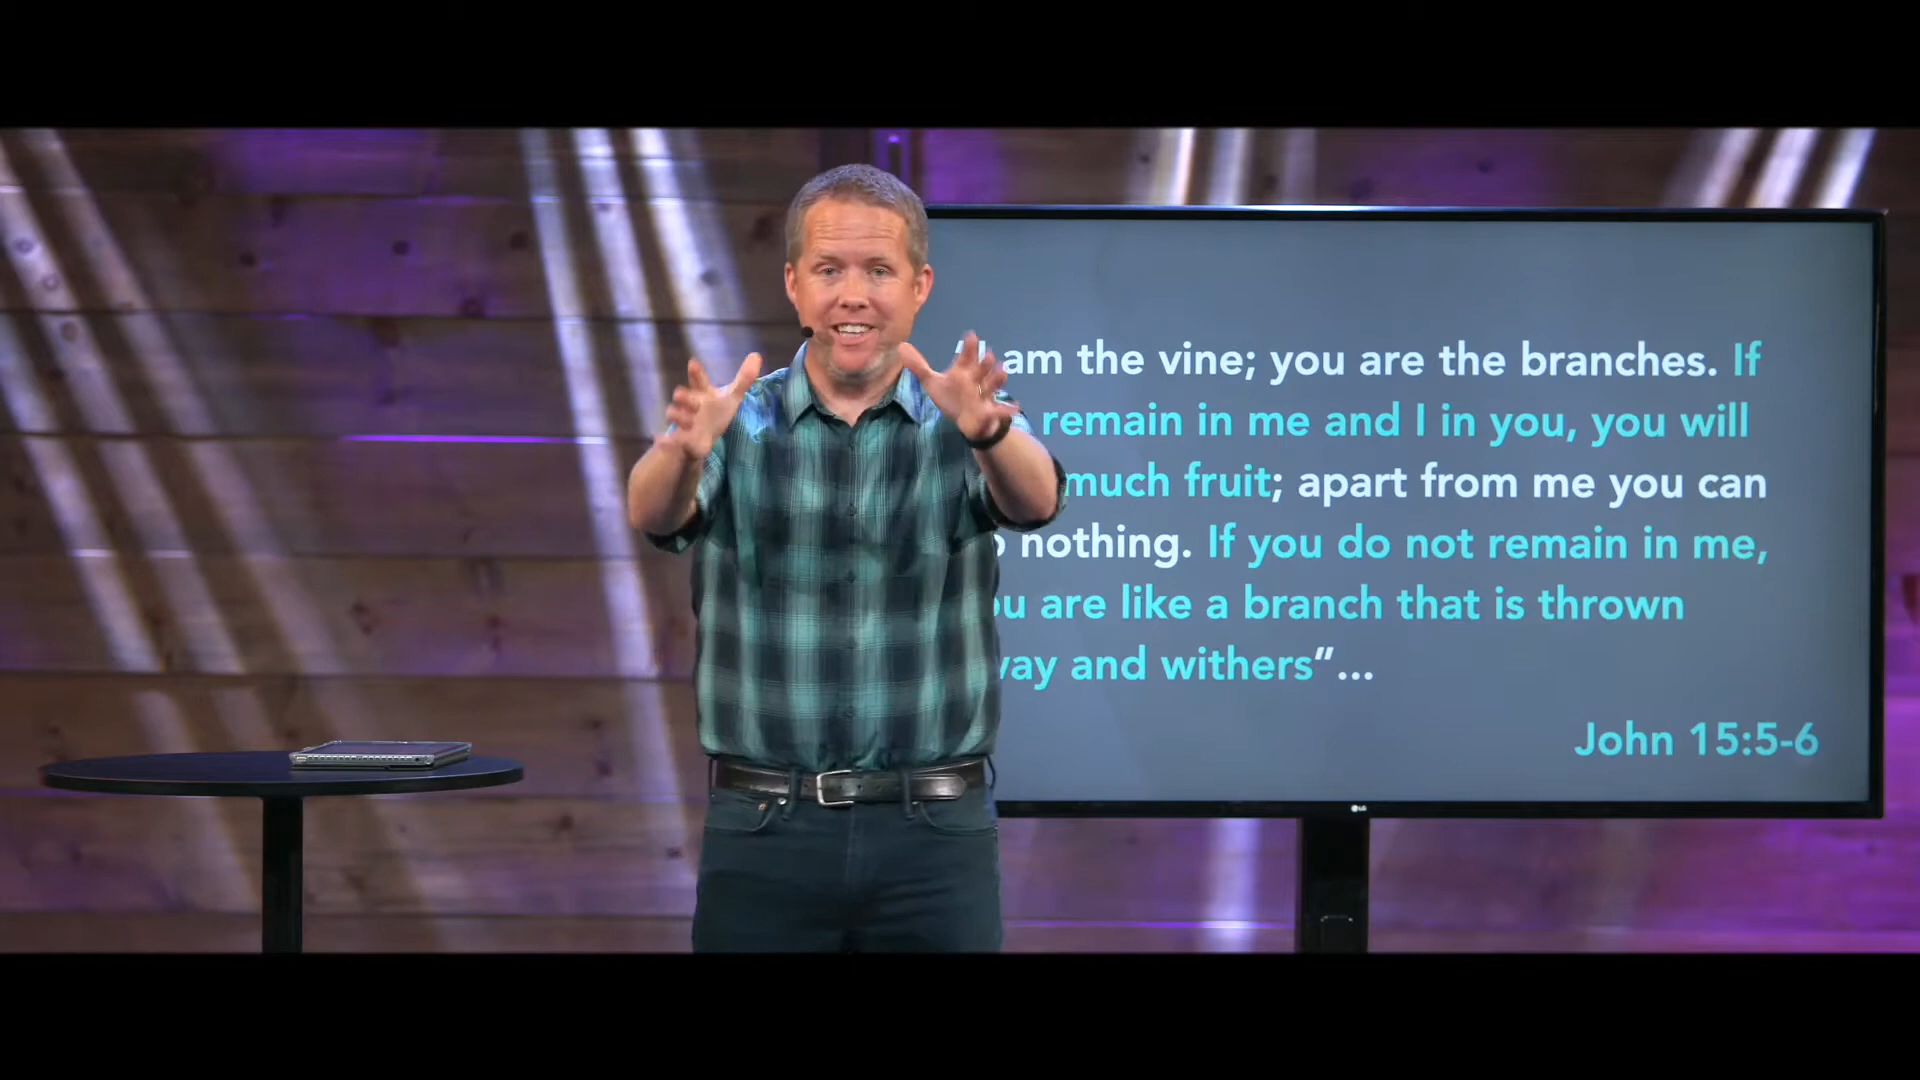 “I am the vine; you are the branches. If
remain in me and I in you, you will
much fruit; apart from me you can
nothing. If you do not remain in me,
are like a branch that is thrown
and withers”...
John 15:5-6
LG